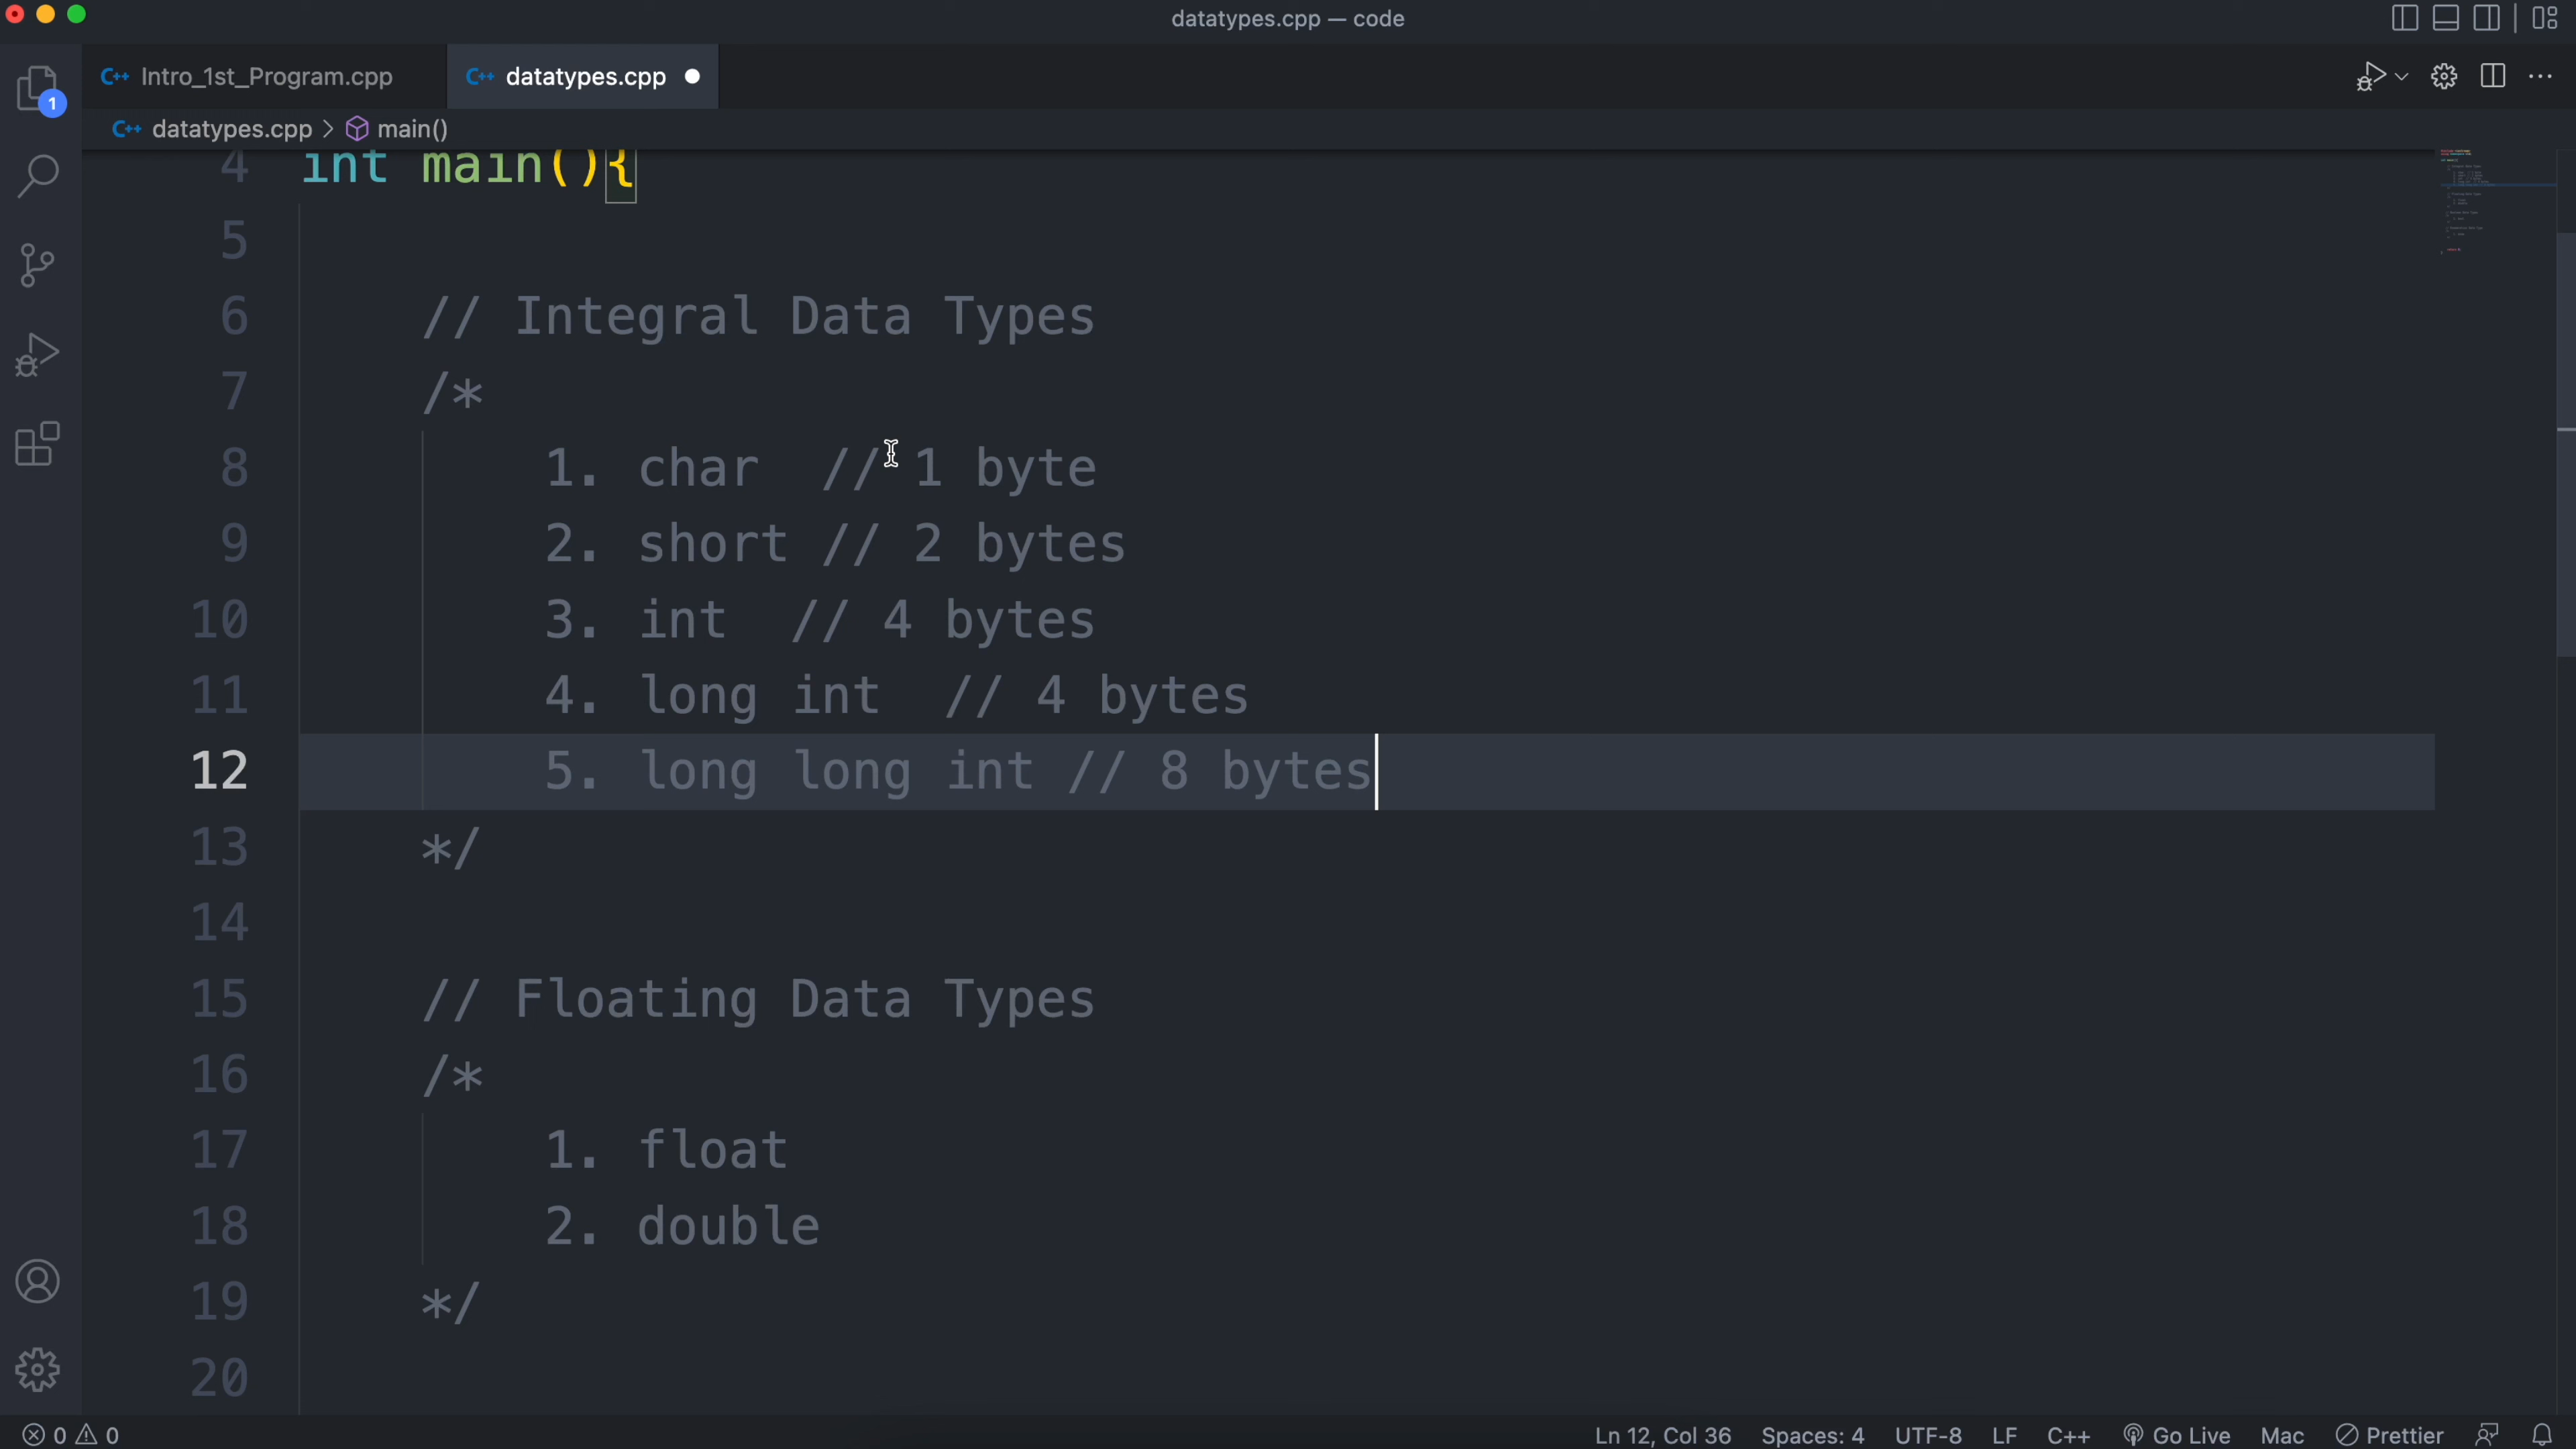 datatypes.cpp — code
C++ Intro_1st_Program.cpp
C++ datatypes.cpp
1
C++ datatypes.cpp > main()
4 int main(){
5
6 // Integral Data Types
7 /*
8 1. char // 1 byte
9 2. short // 2 bytes
10 3. int // 4 bytes
11 4. long int // 4 bytes
12 5. long long int // 8 bytes
13 */
14
15 // Floating Data Types
16 /*
17 1. float
18 2. double
19 */
20
0 0 Ln 12, Col 36 Spaces: 4 UTF-8 LF C++ Go Live Mac Prettier